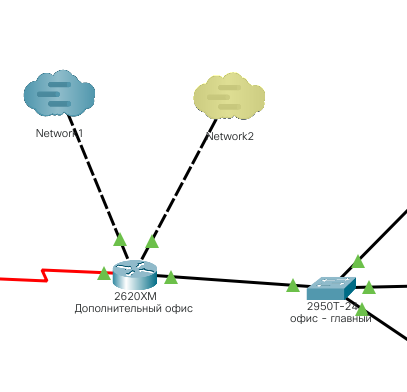 Network1
Network2
2620XM
Дополнительный офис
2950T-24
офис - главный